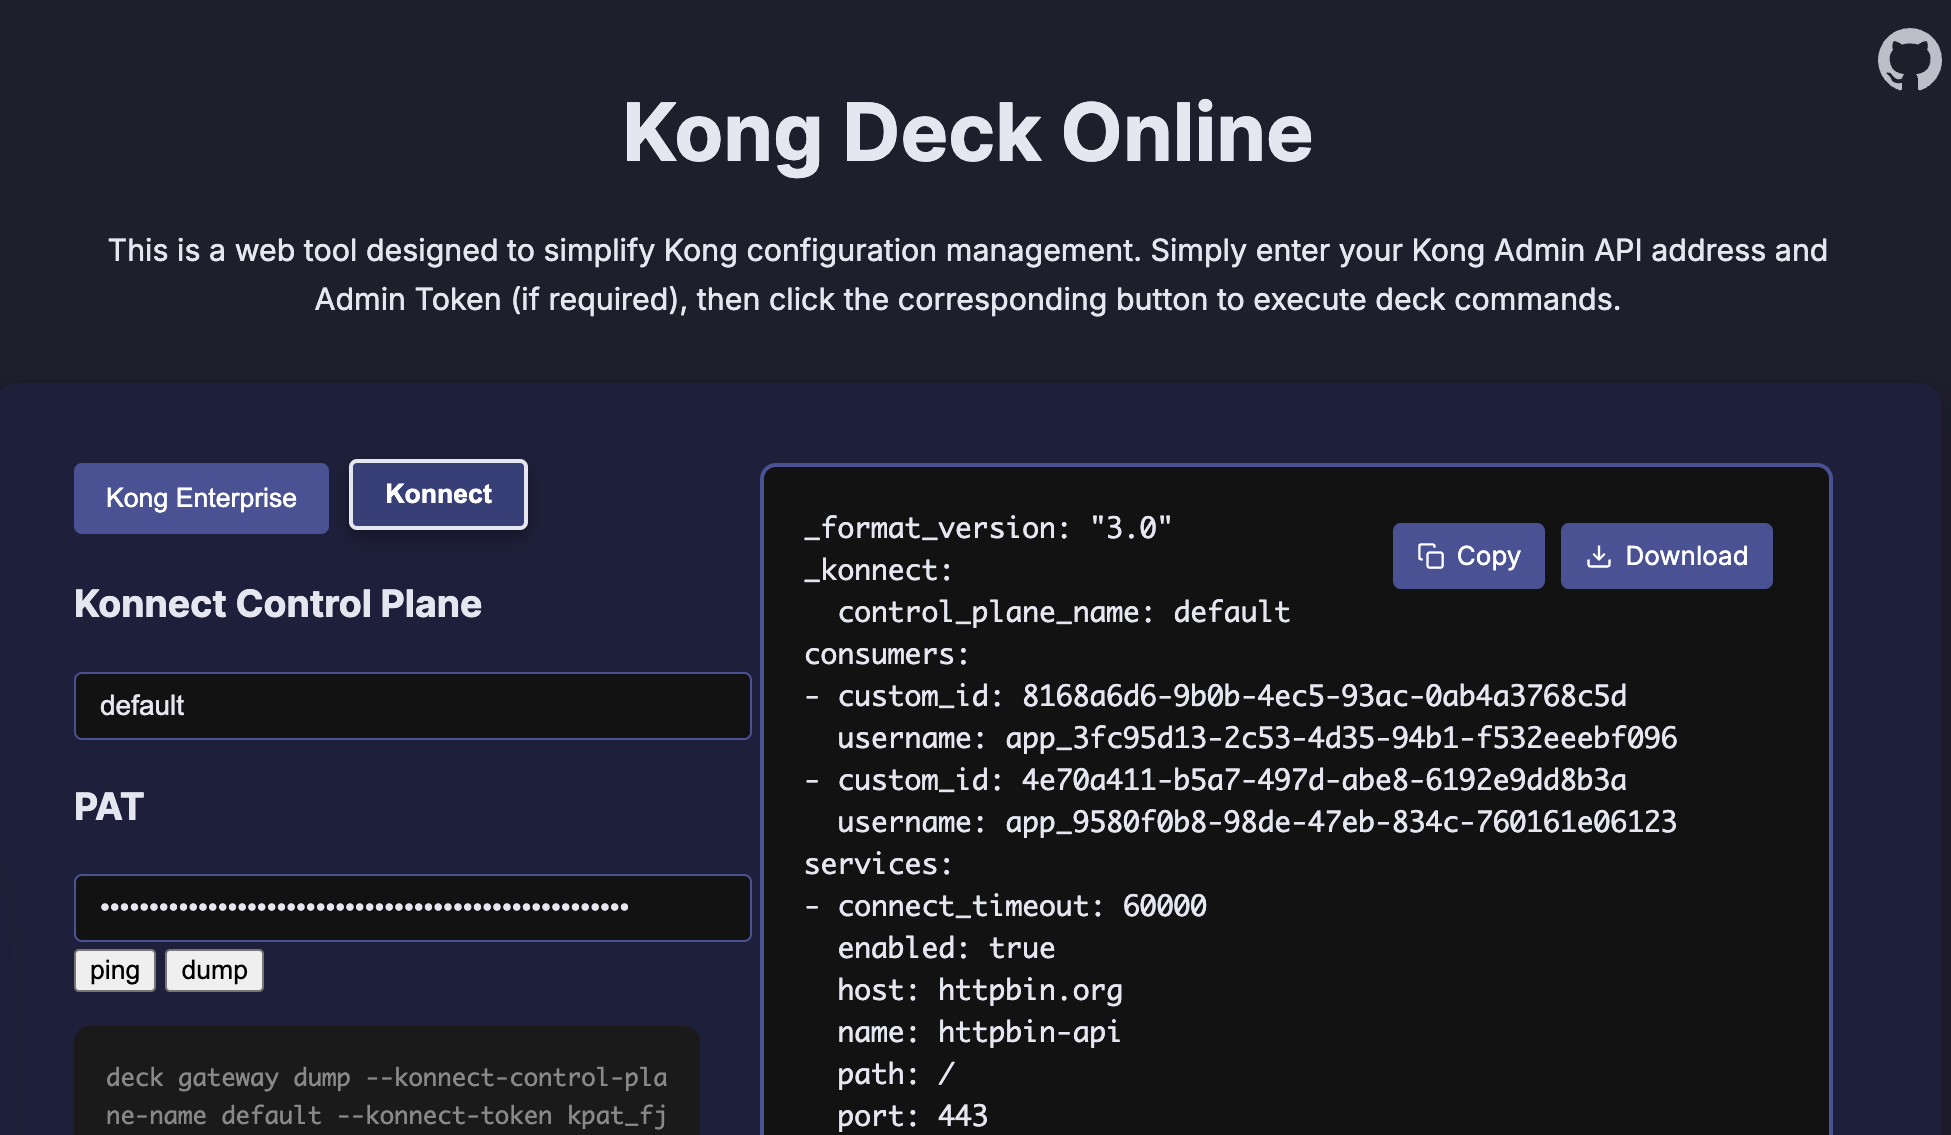 Kong Deck Online
This is a web tool designed to simplify Kong configuration management. Simply enter your Kong Admin API address and
Admin Token (if required), then click the corresponding button to execute deck commands.
Kong Enterprise
Konnect
Konnect Control Plane
default
PAT
••••••••••••••••••••••••••••••••••••••••••••••••••••••
ping
dump
deck gateway dump --konnect-control-pla
ne-name default --konnect-token kpat_fj
Copy
Download
_format_version: "3.0"
_konnect:
  control_plane_name: default
consumers:
- custom_id: 8168a6d6-9b0b-4ec5-93ac-0ab4a3768c5d
  username: app_3fc95d13-2c53-4d35-94b1-f532eeebf096
- custom_id: 4e70a411-b5a7-497d-abe8-6192e9dd8b3a
  username: app_9580f0b8-98de-47eb-834c-760161e06123
services:
- connect_timeout: 60000
  enabled: true
  host: httpbin.org
  name: httpbin-api
  path: /
  port: 443